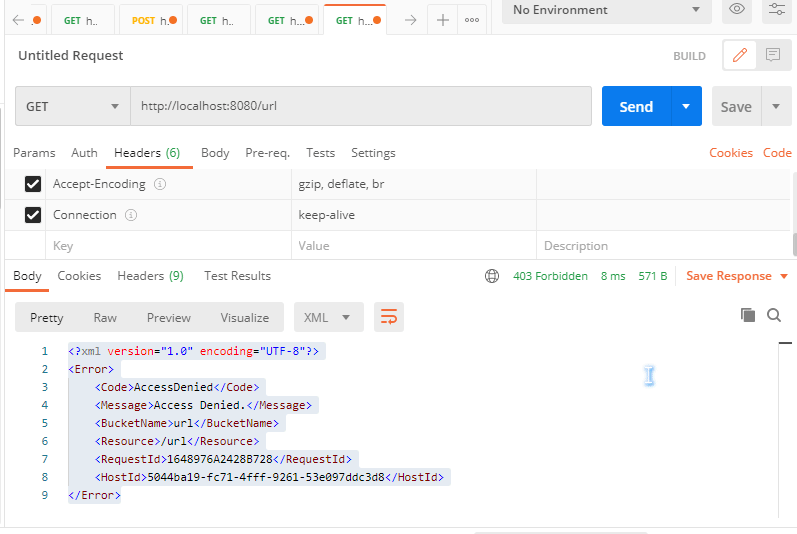 GET h..
POST h.
GET h..
GET h...
GET h...
No Environment
Untitled Request
BUILD
GET
http://localhost:8080/url
Send
Save
Params
Auth
Headers (6)
Body
Pre-req.
Tests
Settings
Cookies
Code
Accept-Encoding
gzip, deflate, br
Connection
keep-alive
Key
Value
Description
Body
Cookies
Headers (9)
Test Results
403 Forbidden
8 ms
571 B
Save Response
Pretty
Raw
Preview
Visualize
XML
1 <?xml version="1.0" encoding="UTF-8"?>
2 <Error>
3 <Code>AccessDenied</Code>
4 <Message>Access Denied.</Message>
5 <BucketName>url</BucketName>
6 <Resource>/url</Resource>
7 <RequestId>1648976A2428B728</RequestId>
8 <HostId>5044ba19-fc71-4fff-9261-53e097ddc3d8</HostId>
9 </Error>